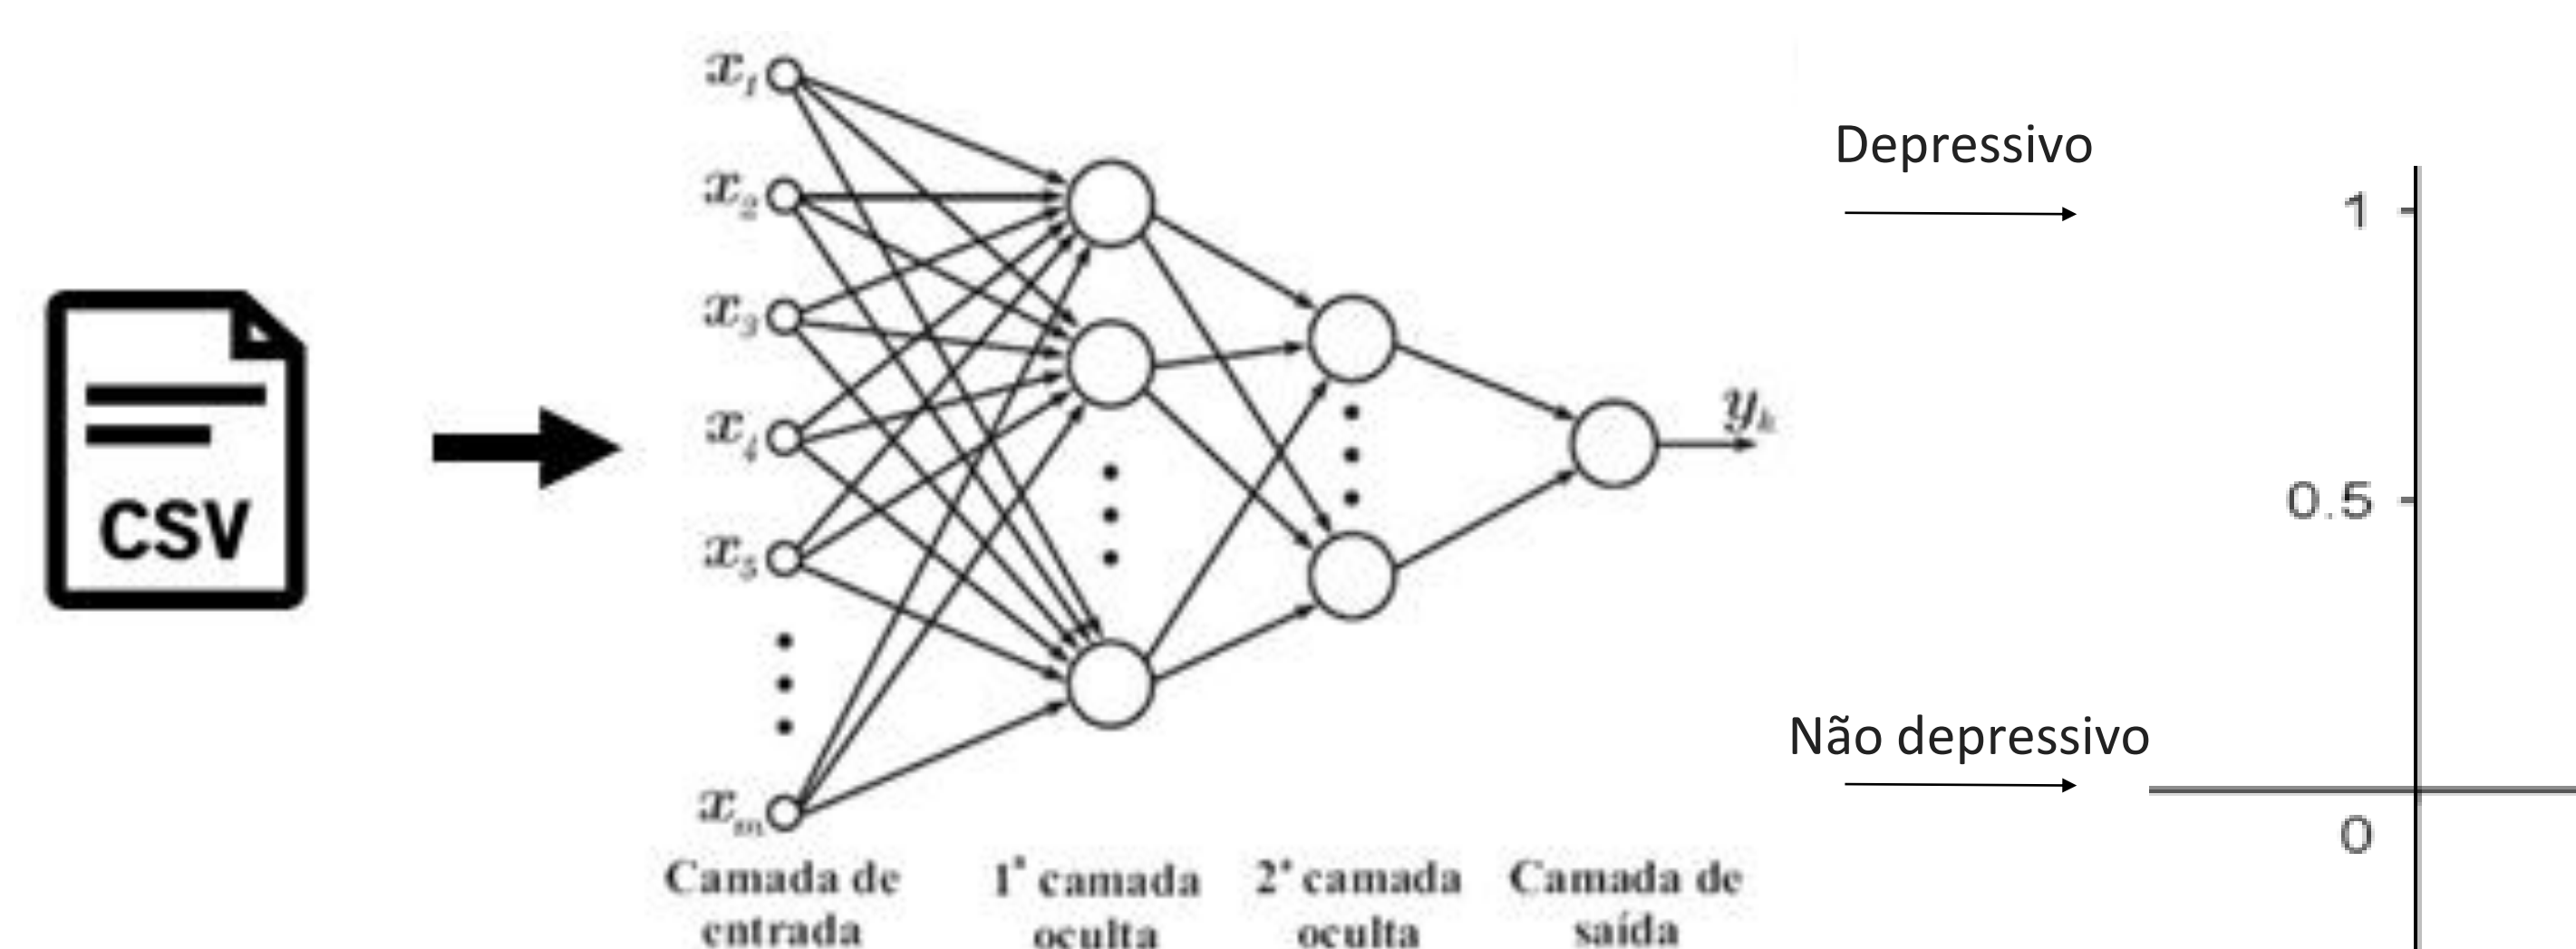 CSV
x1
x2
x3
x4
x5
xm
yk
Camada de
entrada
1ª camada
oculta
2ª camada
oculta
Camada de
saída
Depressivo
Não depressivo
1
0.5
0